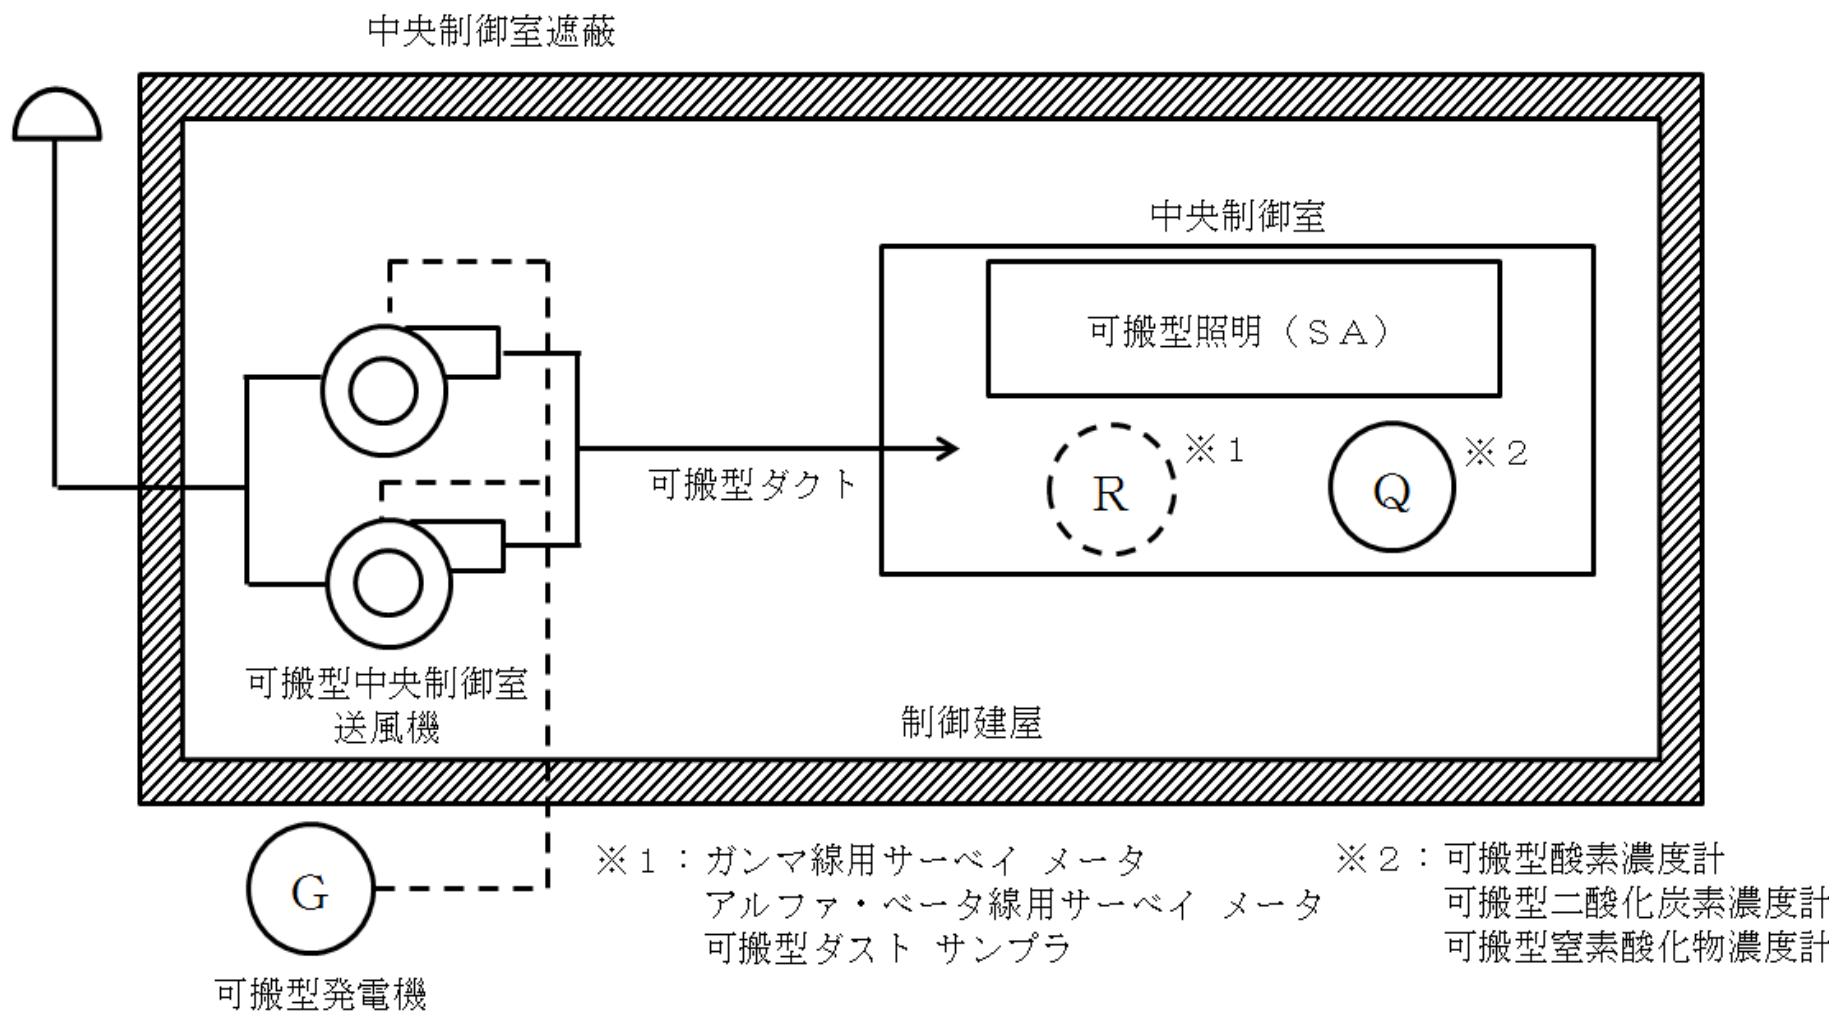 中央制御室遮蔽
中央制御室
可搬型照明（ＳＡ）
※１
※２
可搬型ダクト
R
Q
可搬型中央制御室
送風機
制御建屋
G
可搬型発電機
※１：ガンマ線用サーベイ メータ
アルファ・ベータ線用サーベイ メータ
可搬型ダスト サンプラ
※２：可搬型酸素濃度計
可搬型二酸化炭素濃度計
可搬型窒素酸化物濃度計